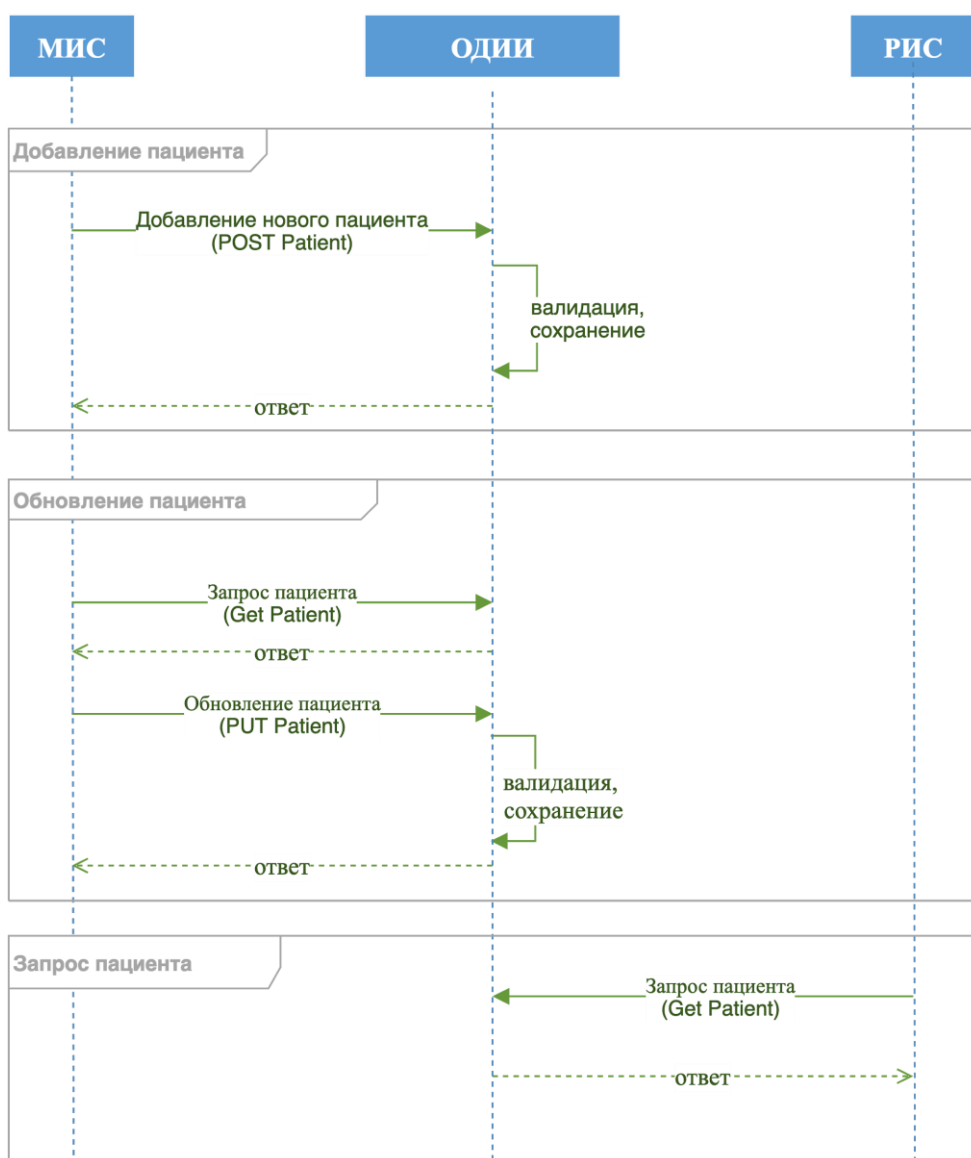 МИС
ОДИИ
РИС
Добавление пациента
Добавление нового пациента
(POST Patient)
валидация,
сохранение
ответ
Обновление пациента
Запрос пациента
(Get Patient)
ответ
Обновление пациента
(PUT Patient)
валидация,
сохранение
ответ
Запрос пациента
Запрос пациента
(Get Patient)
ответ